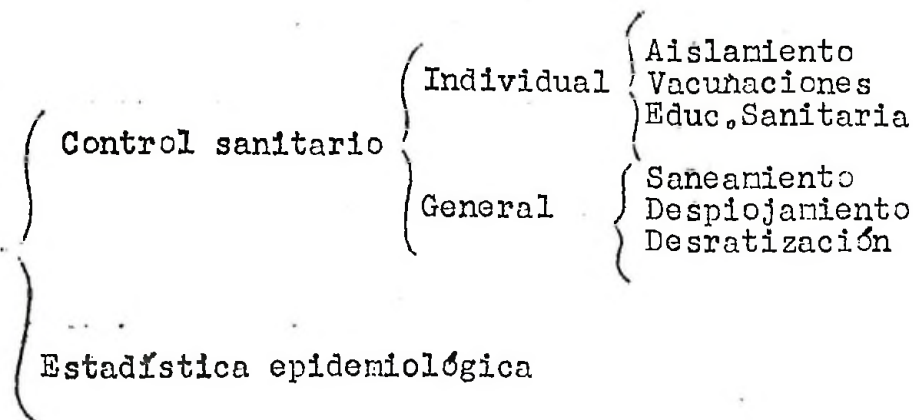 Aislamiento
Individual Vacunaciones
Educ. Sanitaria
Control sanitario
Saneamiento
General Despiojamiento
Desratización
Estadística epidemiológica